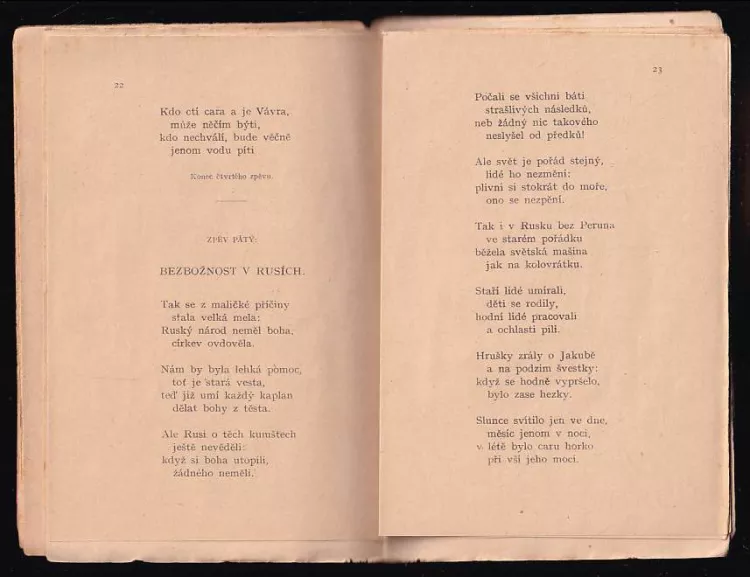 22
Kdo ctí cara a je Vávra,
může něčím býti,
kdo nechválí, bude věčně
jenom vodu píti
Konec čtvrtého zpěvu.
ZPĚV PÁTÝ:
BEZBOŽNOST V RUSÍCH.
Tak se z maličké příčiny
stala velká mela:
Ruský národ neměl boha,
církev ovdověla.
Nám by byla lehká pomoc,
toť je stará vesta,
teď již umí každý kaplan
dělat bohy z těsta.
Ale Rusi o těch kumštech
ještě nevěděli:
když si boha utopili,
žádného neměli.
23
Počali se všichni báti
strašlivých následků,
neb žádný nic takového
neslyšel od předků!
Ale svět je pořád stejný,
lidé ho nezmění:
plivni si stokrát do moře,
ono se nezpění.
Tak i v Rusku bez Peruna
ve starém pořádku
běžela světská mašina
jak na kolovrátku.
Staří lidé umírali,
děti se rodily,
hodní lidé pracovali
a ochlasti pili.
Hrušky zrály o Jakubě
a na podzim švestky:
když se hodně vypršelo,
bylo zase hezky.
Slunce svítilo jen ve dne,
měsíc jenom v noci,
v létě bylo caru horko
při vší jeho moci.